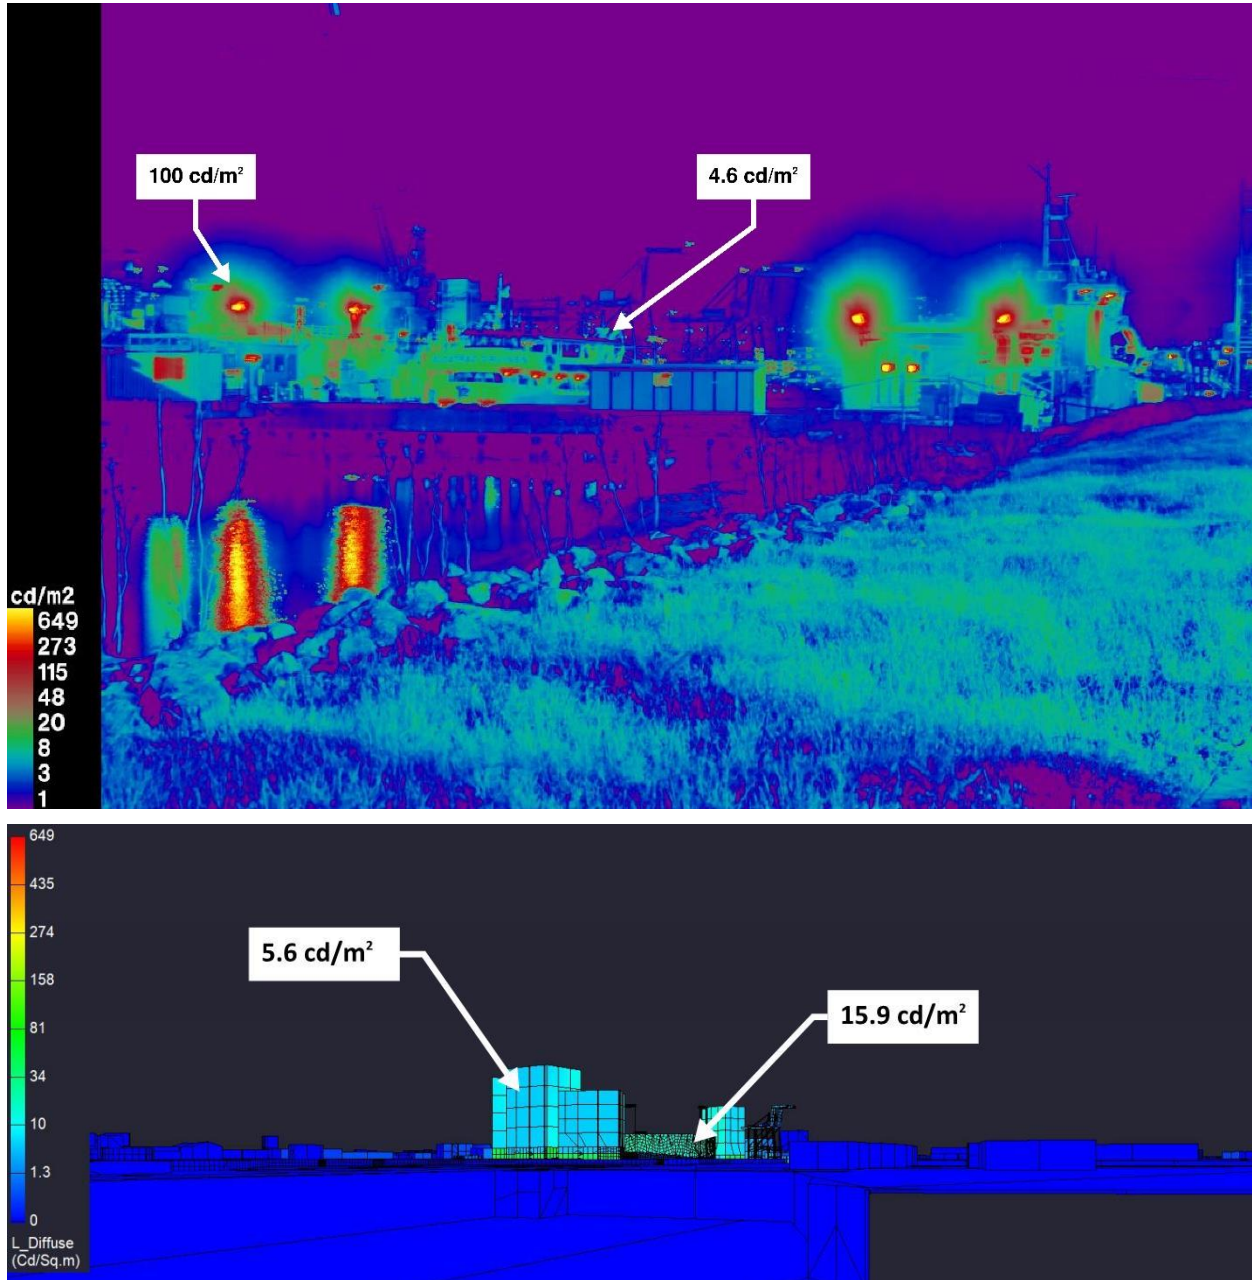 100 cd/m²
4.6 cd/m²
cd/m2
649
273
115
48
20
8
3
1
649
435
274
158
81
34
10
1.3
0
L_Diffuse
(Cd/Sq.m)
5.6 cd/m²
15.9 cd/m²